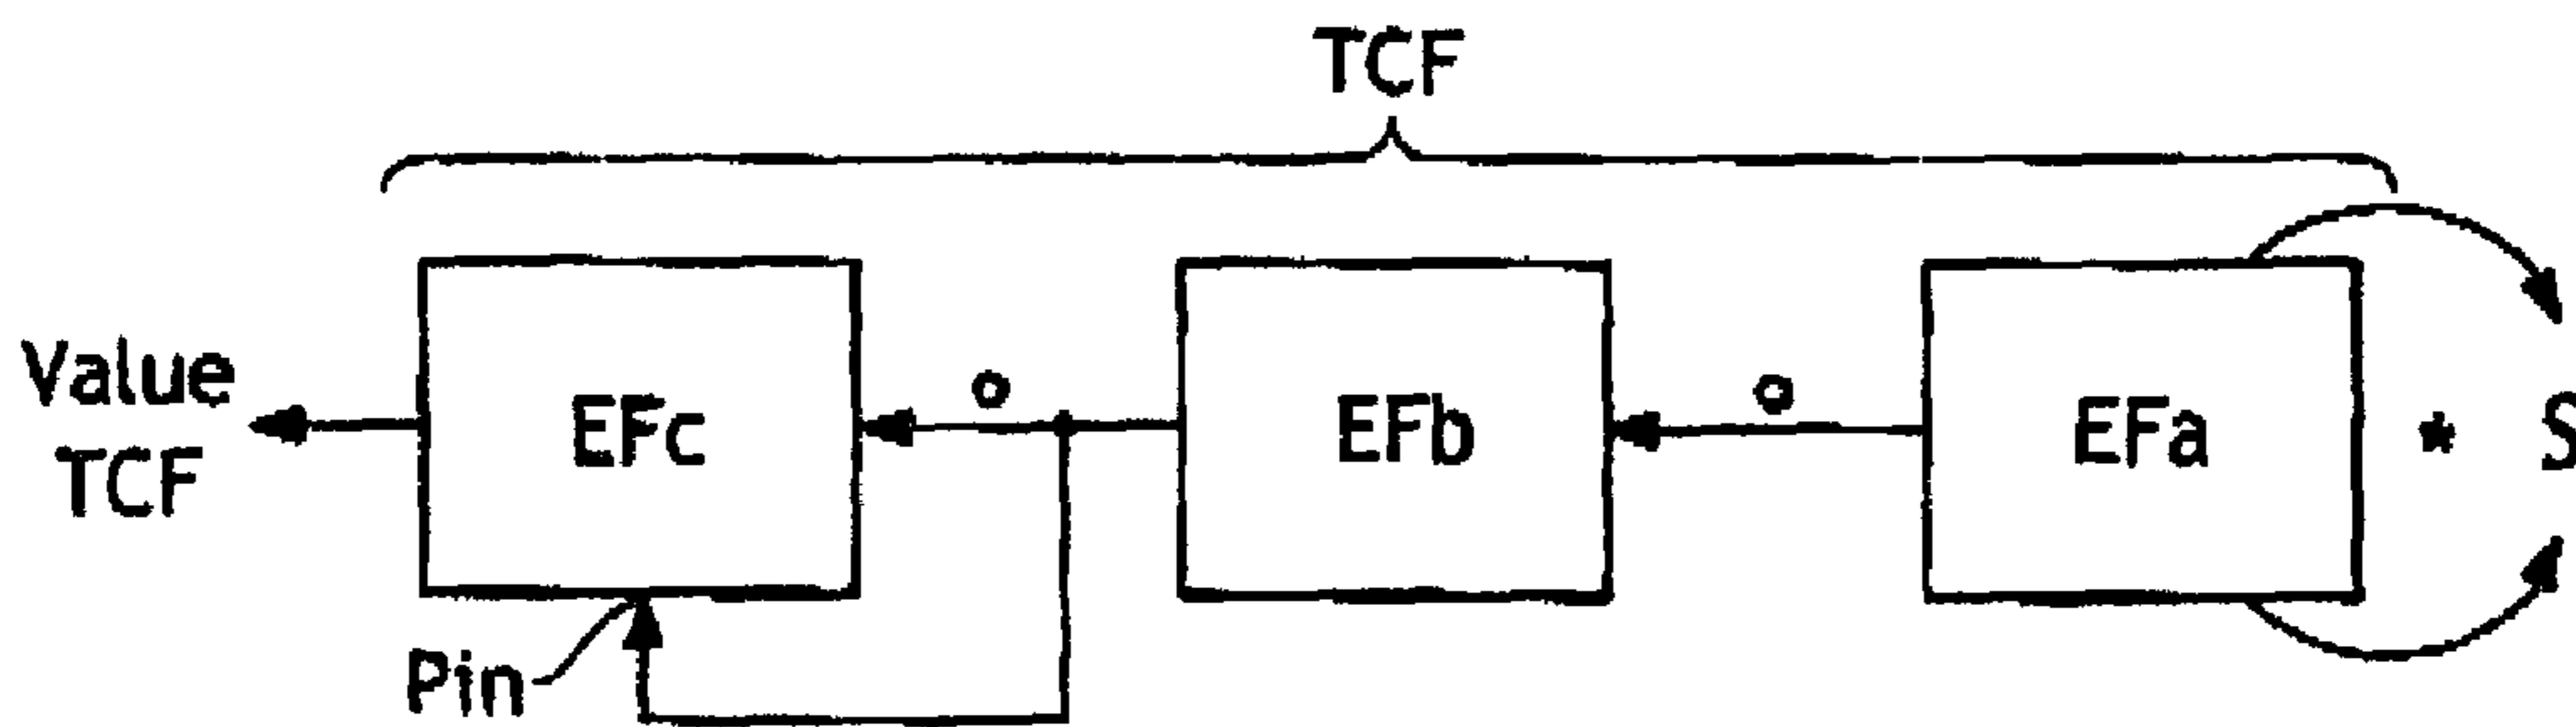 TCF
Value
TCF
EFc
°
EFb
°
EFa
*
S
Pin